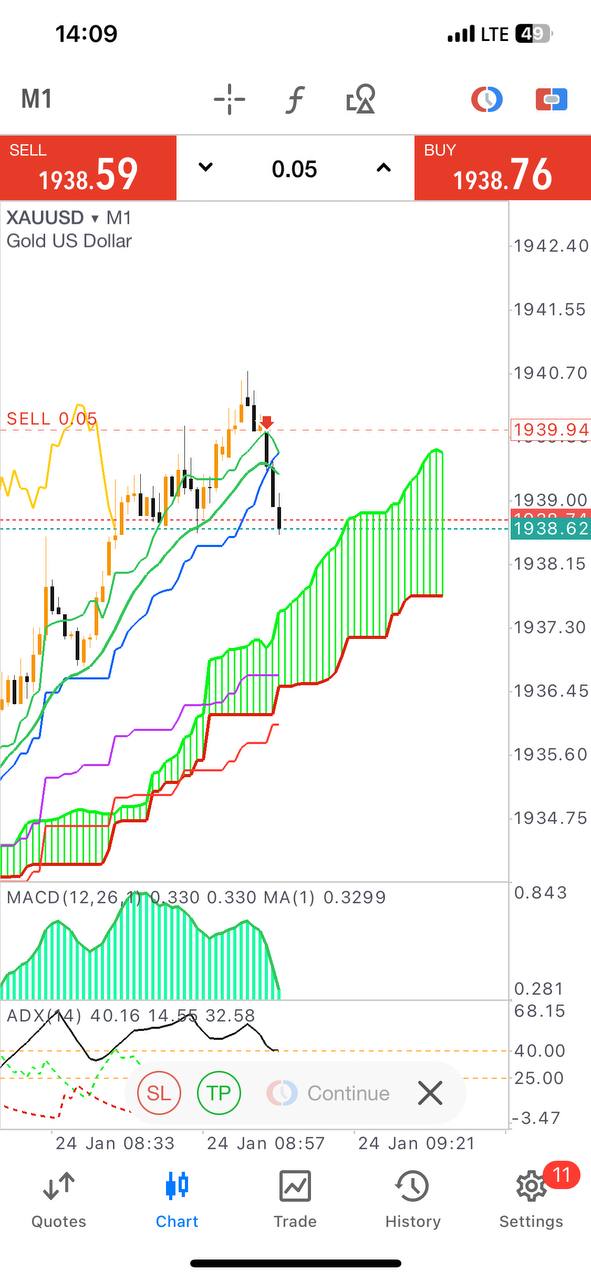 14:09 LTE 49
M1 f
SELL BUY
1938.59 0.05 1938.76
XAUUSD ▾ M1
Gold US Dollar
1942.40
1941.55
1940.70
SELL 0.05
1939.94
1939.00
1938.62
1938.15
1937.30
1936.45
1935.60
1934.75
MACD(12,26,1) 0.330 0.330 MA(1) 0.3299
0.843
0.281
ADX(14) 40.16 14.55 32.58
68.15
40.00
25.00
-3.47
SL TP Continue
24 Jan 08:33 24 Jan 08:57 24 Jan 09:21
11
Quotes Chart Trade History Settings